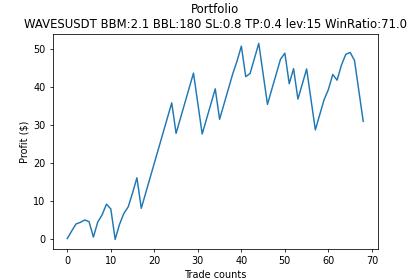 Portfolio
WAVESUSDT BBM:2.1 BBL:180 SL:0.8 TP:0.4 lev:15 WinRatio:71.0
50
40
30
20
10
0
Profit ($)
0 10 20 30 40 50 60 70
Trade counts